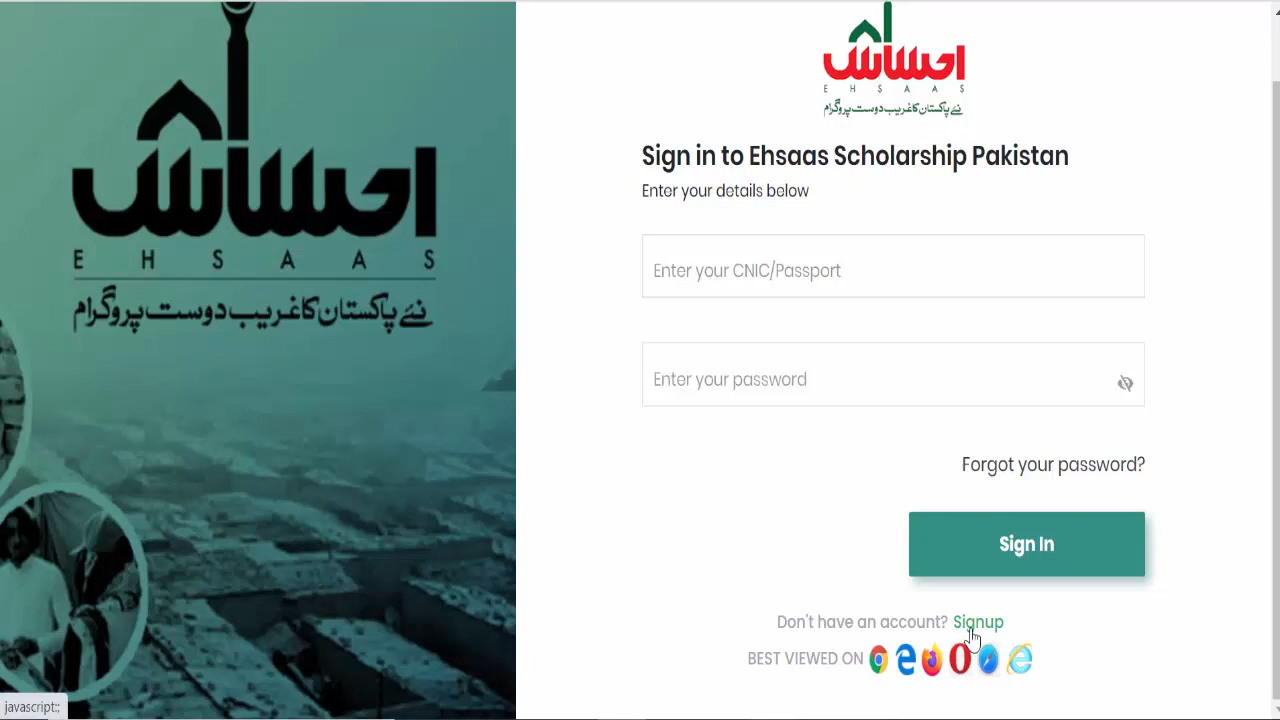 احساس
EHSAAS
نئے پاکستان کا غریب دوست پروگرام
احساس
EHSAAS
نئے پاکستان کا غریب دوست پروگرام
Sign in to Ehsaas Scholarship Pakistan
Enter your details below
Enter your CNIC/Passport
Enter your password
Forgot your password?
Sign In
Don't have an account? Signup
BEST VIEWED ON
javascript:;